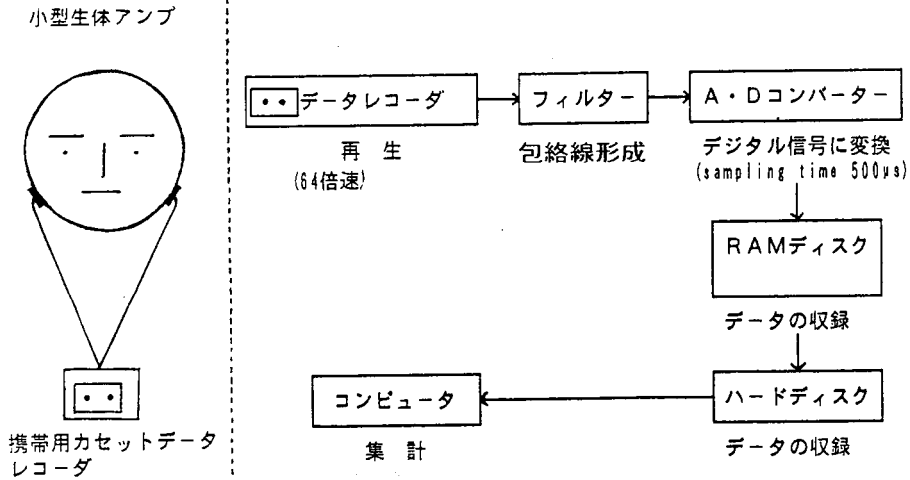 小型生体アンプ
携帯用カセットデータ
レコーダ
データレコーダ
再 生
(64倍速)
フィルター
包絡線形成
A・Dコンバーター
デジタル信号に変換
(sampling time 500μs)
RAMディスク
データの収録
ハードディスク
データの収録
コンピュータ
集 計